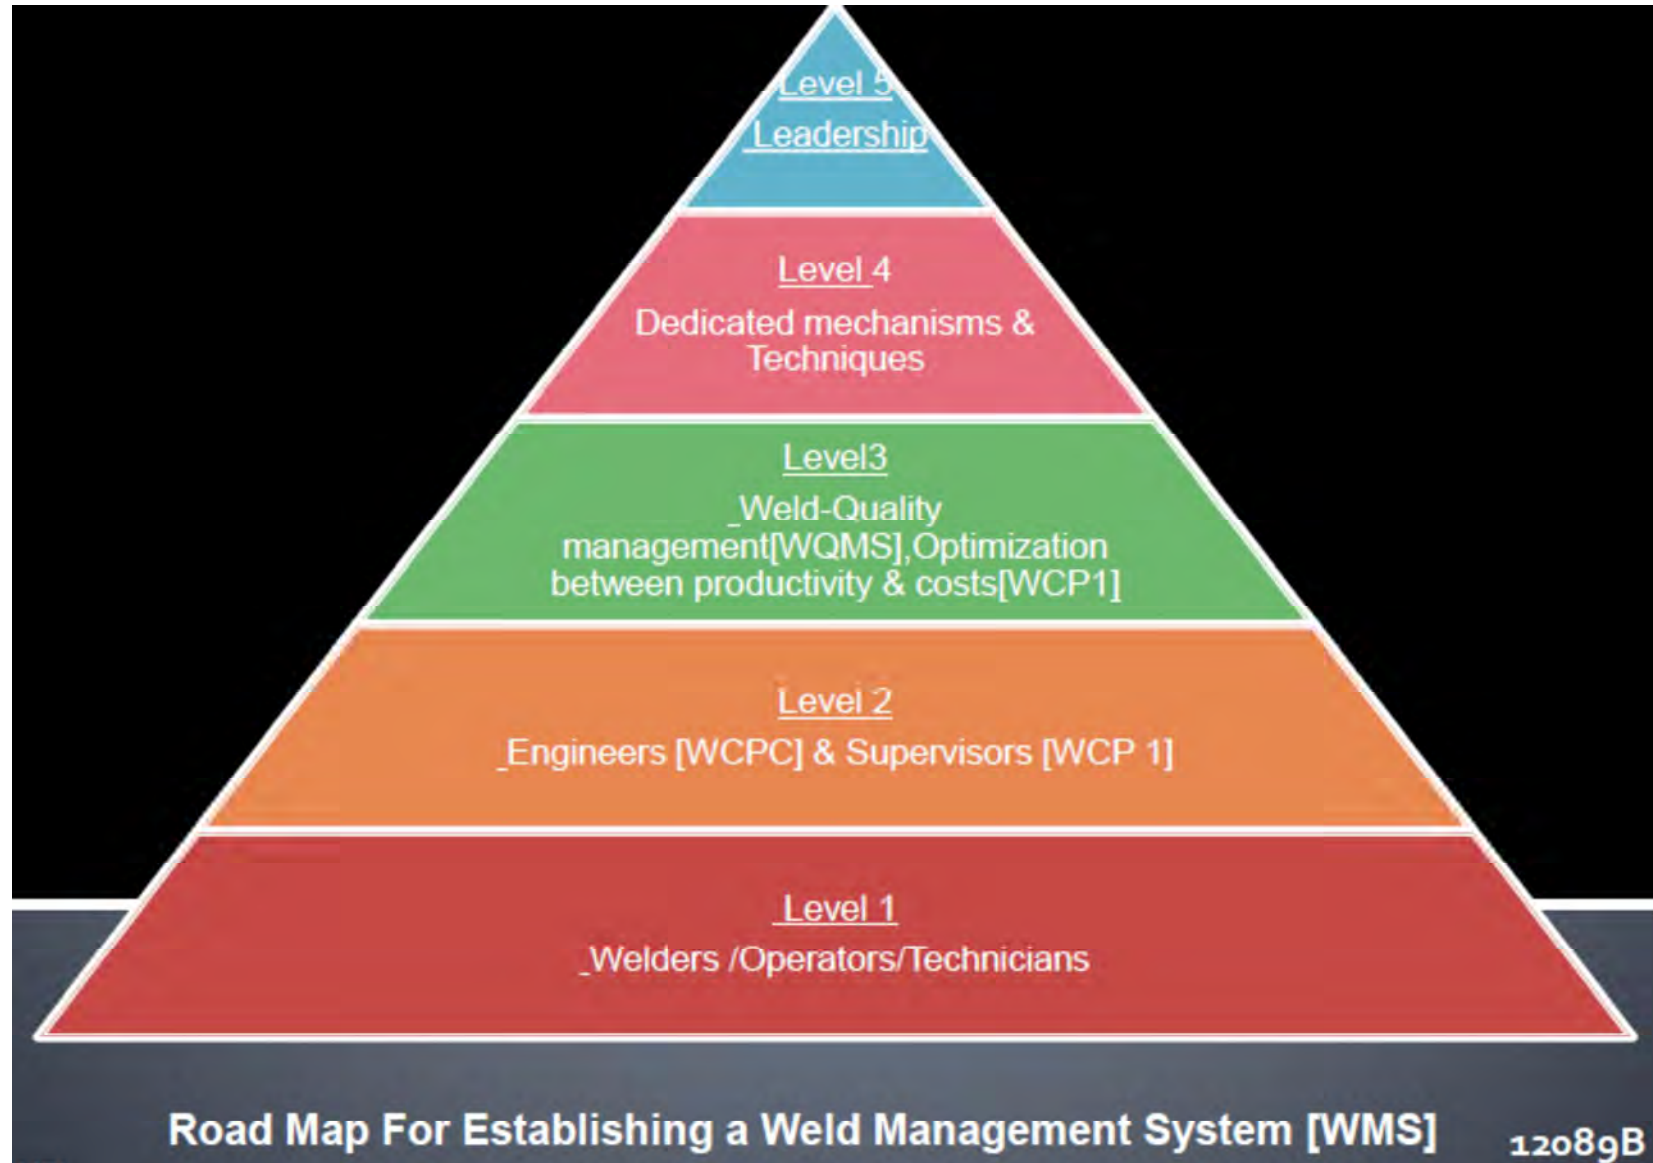 Level 5
Leadership
Level 4
Dedicated mechanisms &
Techniques
Level3
_Weld-Quality
management[WQMS],Optimization
between productivity & costs[WCP1]
Level 2
_Engineers [WCPC] & Supervisors [WCP 1]
Level 1
_Welders /Operators/Technicians
Road Map For Establishing a Weld Management System [WMS]
12089B